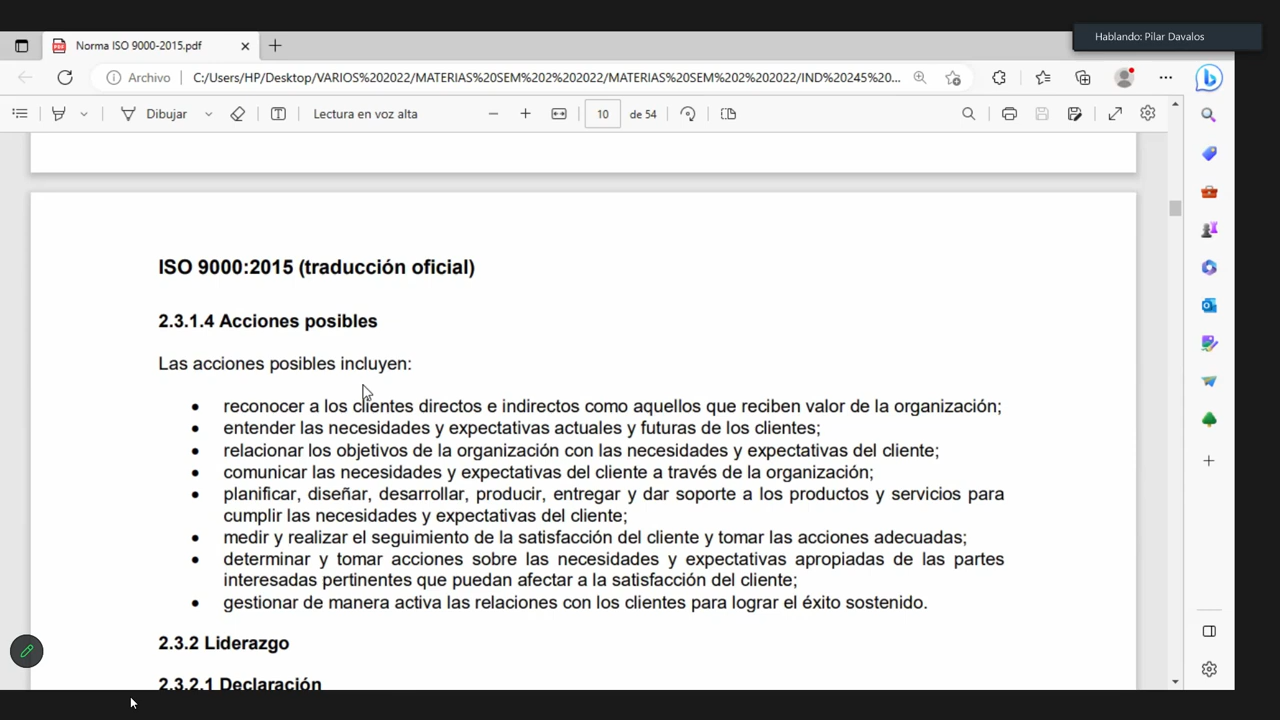 Hablando: Pilar Davalos
Norma ISO 9000-2015.pdf
Archivo C:/Users/HP/Desktop/VARIOS%202022/MATERIAS%20SEM%202%202022/MATERIAS%20SEM%202%202022/IND%20245%20...
Dibujar Lectura en voz alta 10 de 54
ISO 9000:2015 (traducción oficial)
2.3.1.4 Acciones posibles
Las acciones posibles incluyen:
• reconocer a los clientes directos e indirectos como aquellos que reciben valor de la organización;
• entender las necesidades y expectativas actuales y futuras de los clientes;
• relacionar los objetivos de la organización con las necesidades y expectativas del cliente;
• comunicar las necesidades y expectativas del cliente a través de la organización;
• planificar, diseñar, desarrollar, producir, entregar y dar soporte a los productos y servicios para
cumplir las necesidades y expectativas del cliente;
• medir y realizar el seguimiento de la satisfacción del cliente y tomar las acciones adecuadas;
• determinar y tomar acciones sobre las necesidades y expectativas apropiadas de las partes
interesadas pertinentes que puedan afectar a la satisfacción del cliente;
• gestionar de manera activa las relaciones con los clientes para lograr el éxito sostenido.
2.3.2 Liderazgo
2.3.2.1 Declaración